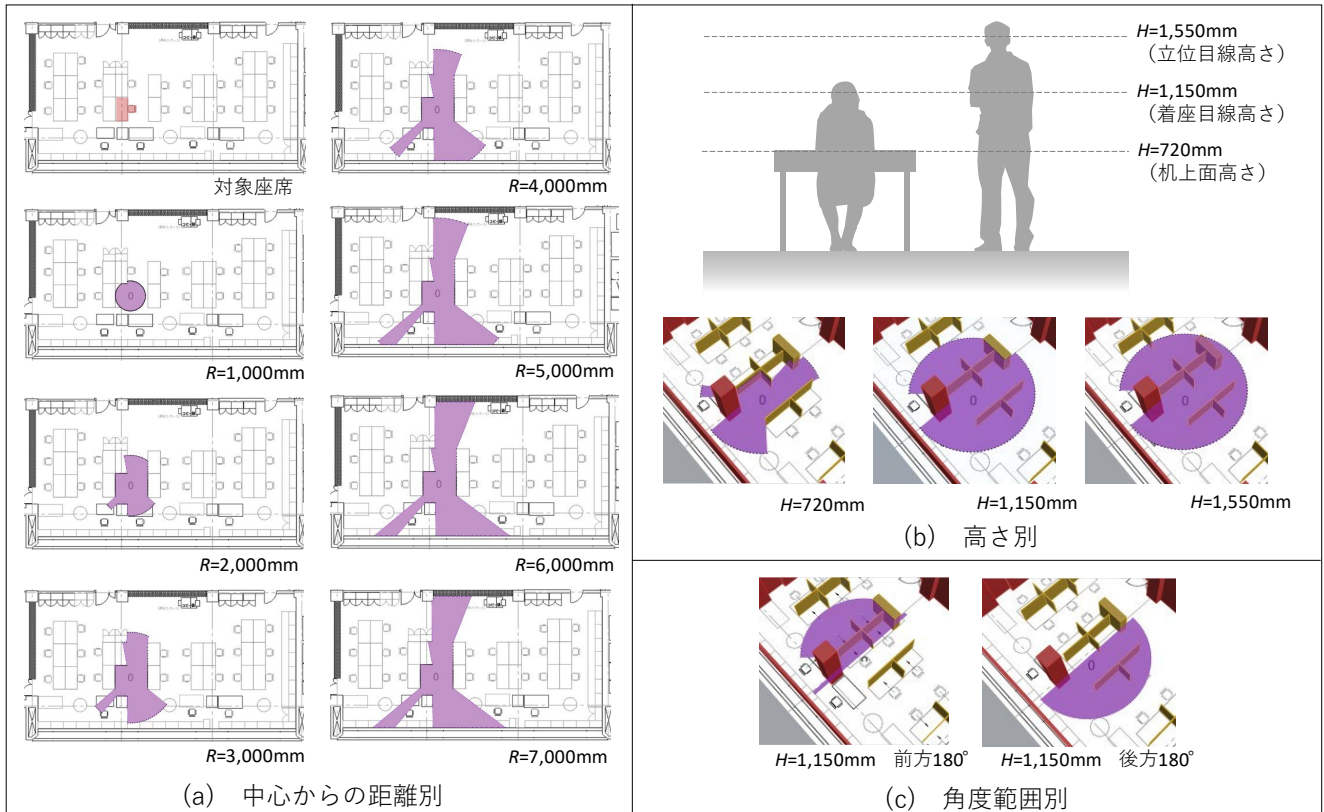 対象座席
R=1,000mm
R=2,000mm
R=3,000mm
R=4,000mm
R=5,000mm
R=6,000mm
R=7,000mm
(a) 中心からの距離別
H=1,550mm
（立位目線高さ）
H=1,150mm
（着座目線高さ）
H=720mm
（机上面高さ）
H=720mm
H=1,150mm
H=1,550mm
(b) 高さ別
H=1,150mm 前方180°
H=1,150mm 後方180°
(c) 角度範囲別